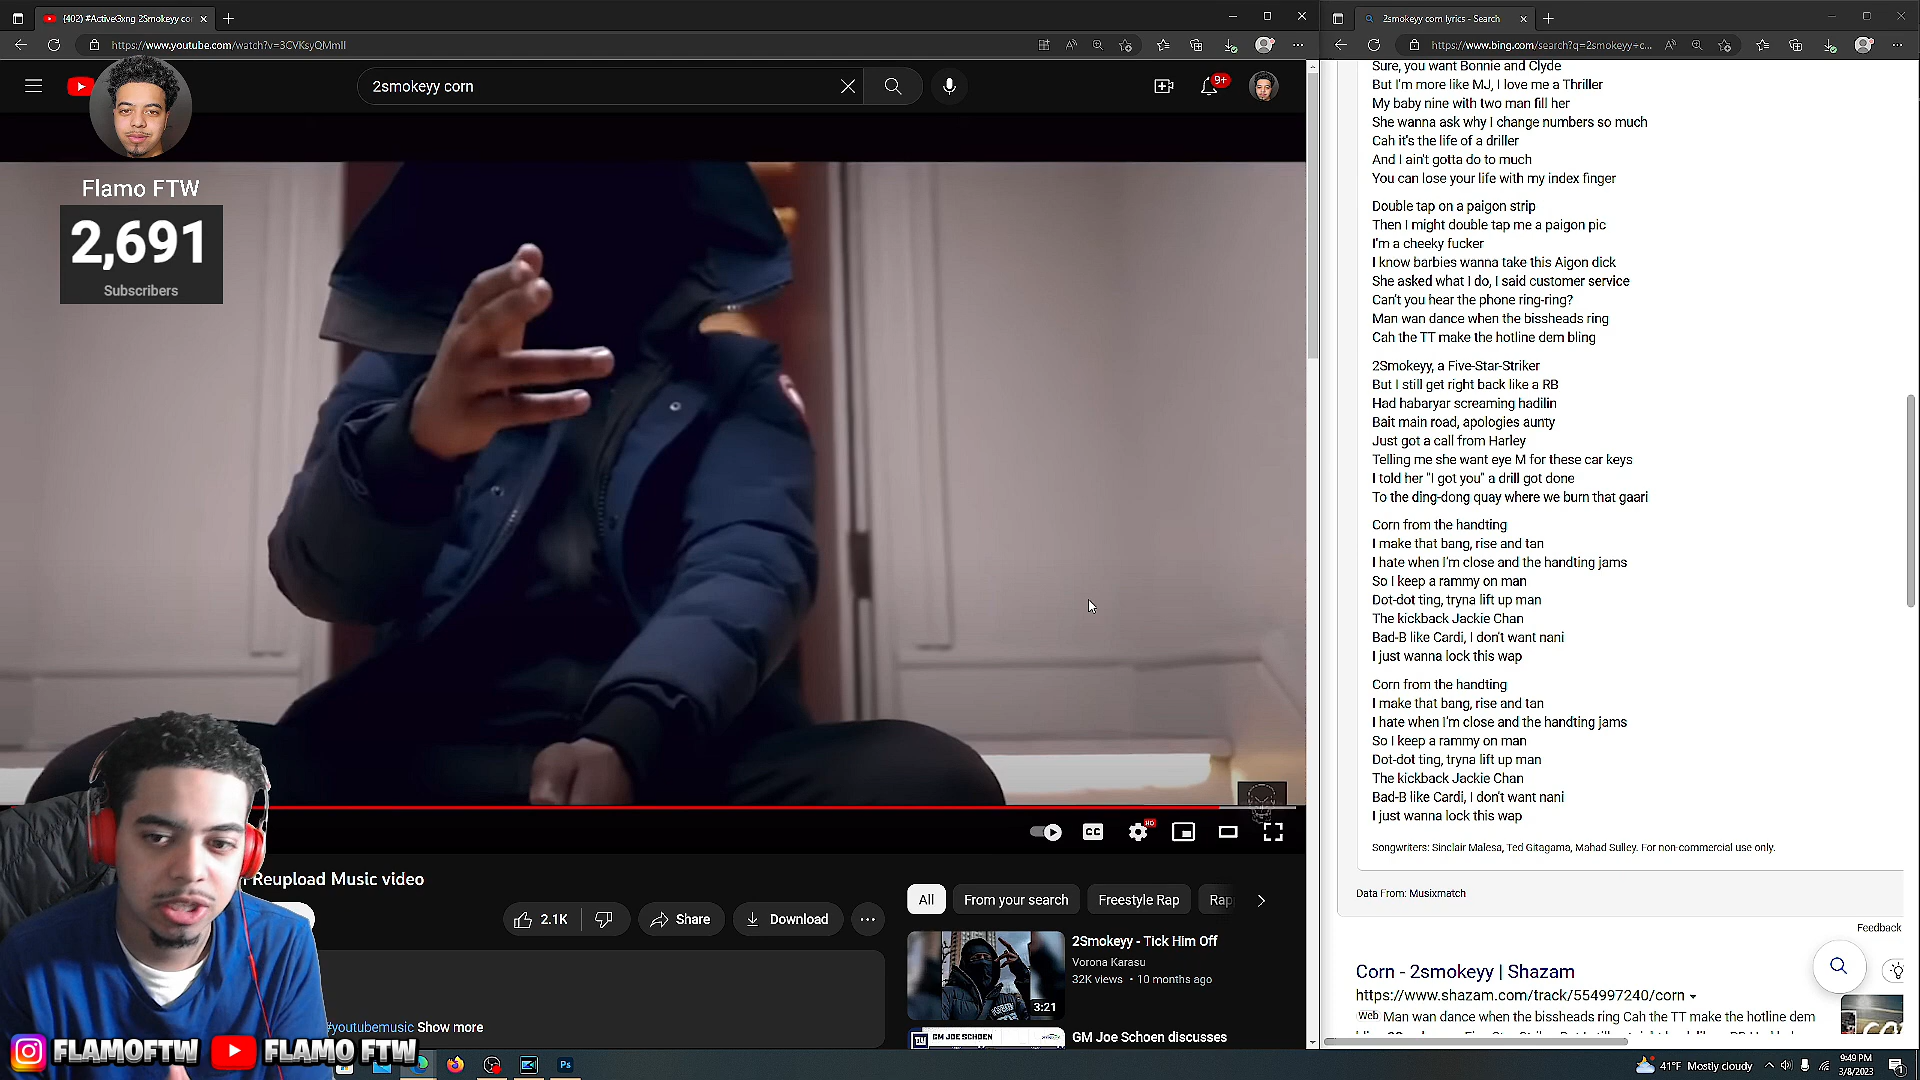 (402) #ActiveGxng 2Smokeyy cor
https://www.youtube.com/watch?v=3CVKsyQMmII
2smokeyy corn
9+
Flamo FTW
2,691
Subscribers
HD
CC
Reupload Music video
2.1K
Share
Download
All
From your search
Freestyle Rap
Rap
2Smokeyy - Tick Him Off
Vorona Karasu
32K views • 10 months ago
3:21
GM JOE SCHOEN
GM Joe Schoen discusses
#youtubemusic Show more
FLAMOFTW
FLAMO FTW
2smokeyy corn lyrics - Search
https://www.bing.com/search?q=2smokeyy+c...
Sure, you want Bonnie and Clyde
But I'm more like MJ, I love me a Thriller
My baby nine with two man fill her
She wanna ask why I change numbers so much
Cah it's the life of a driller
And I ain't gotta do to much
You can lose your life with my index finger
Double tap on a paigon strip
Then I might double tap me a paigon pic
I'm a cheeky fucker
I know barbies wanna take this Aigon dick
She asked what I do, I said customer service
Can't you hear the phone ring-ring?
Man wan dance when the bissheads ring
Cah the TT make the hotline dem bling
2Smokeyy, a Five-Star-Striker
But I still get right back like a RB
Had habaryar screaming hadilin
Bait main road, apologies aunty
Just got a call from Harley
Telling me she want eye M for these car keys
I told her "I got you" a drill got done
To the ding-dong quay where we burn that gaari
Corn from the handting
I make that bang, rise and tan
I hate when I'm close and the handting jams
So I keep a rammy on man
Dot-dot ting, tryna lift up man
The kickback Jackie Chan
Bad-B like Cardi, I don't want nani
I just wanna lock this wap
Corn from the handting
I make that bang, rise and tan
I hate when I'm close and the handting jams
So I keep a rammy on man
Dot-dot ting, tryna lift up man
The kickback Jackie Chan
Bad-B like Cardi, I don't want nani
I just wanna lock this wap
Songwriters: Sinclair Malesa, Ted Gitagama, Mahad Sulley. For non-commercial use only.
Data From: Musixmatch
Feedback
Corn - 2smokeyy | Shazam
https://www.shazam.com/track/554997240/corn
Web Man wan dance when the bissheads ring Cah the TT make the hotline dem
Ps
41°F Mostly cloudy
9:49 PM
3/8/2023
1